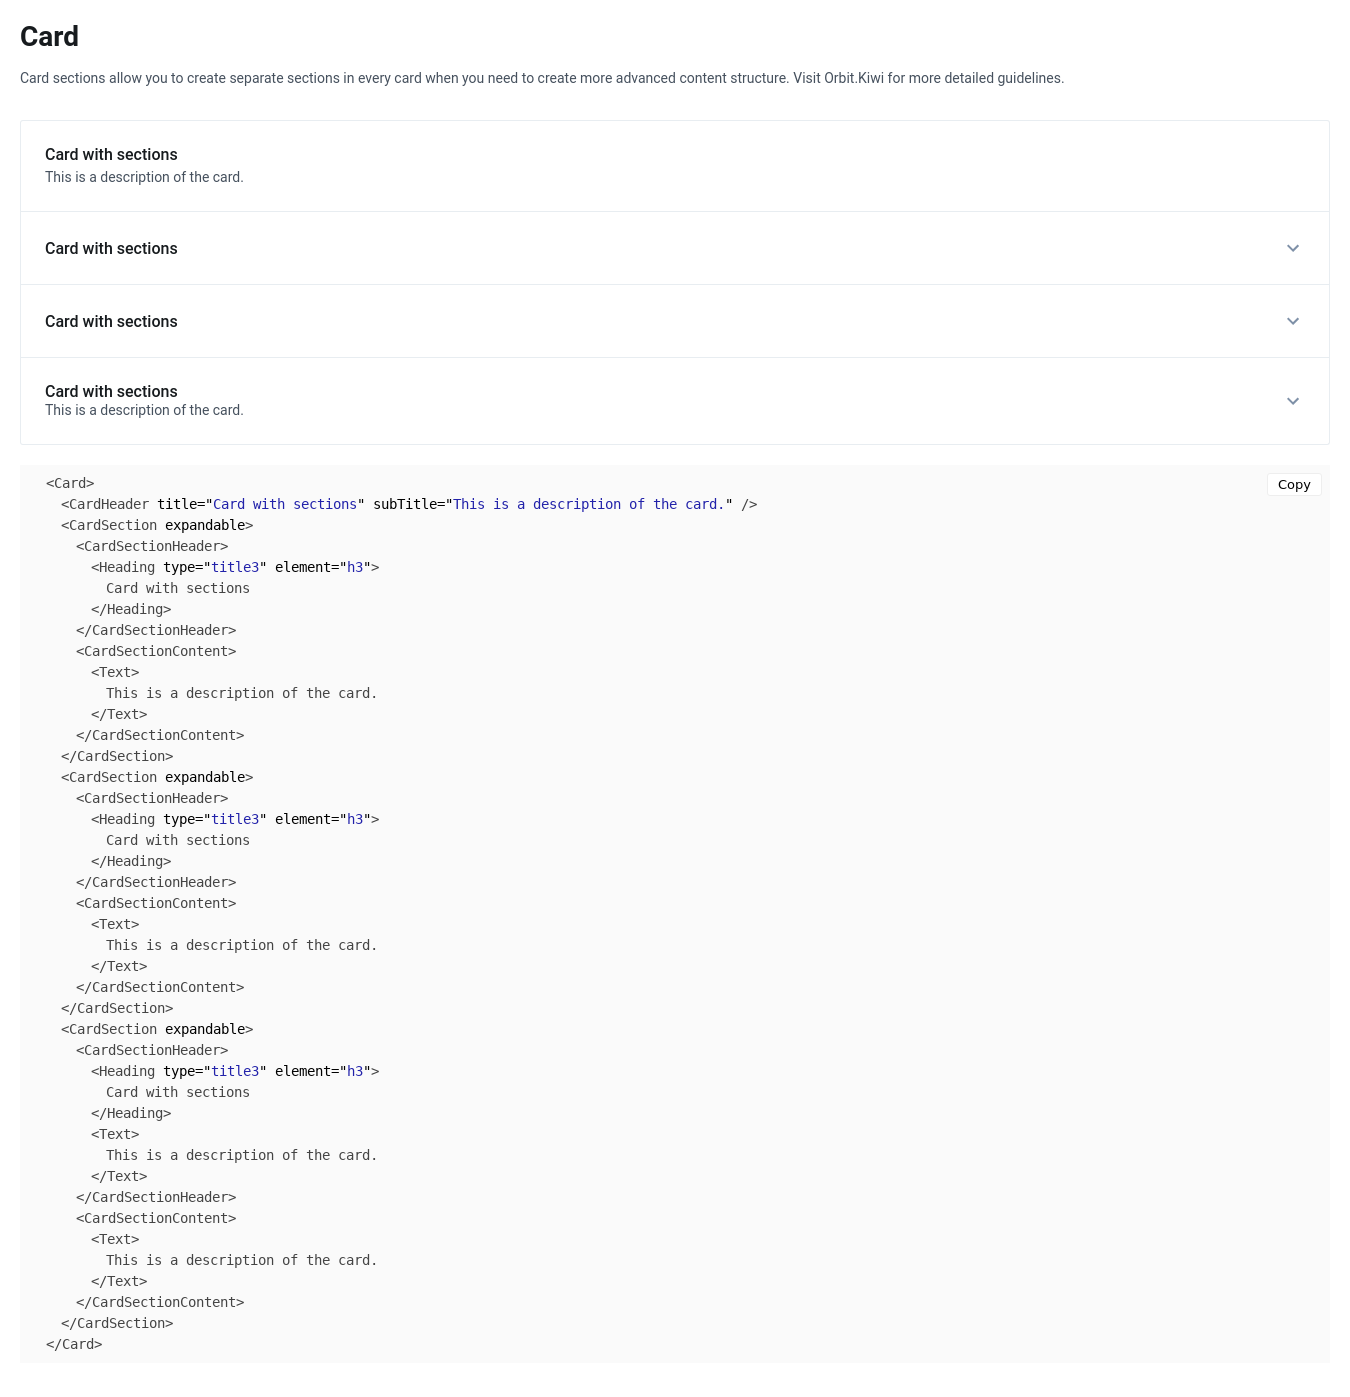 Card
Card sections allow you to create separate sections in every card when you need to create more advanced content structure. Visit Orbit.Kiwi for more detailed guidelines.
Card with sections
This is a description of the card.
Card with sections
Card with sections
Card with sections
This is a description of the card.
Copy
<Card>
  <CardHeader title="Card with sections" subTitle="This is a description of the card." />
  <CardSection expandable>
    <CardSectionHeader>
      <Heading type="title3" element="h3">
        Card with sections
      </Heading>
    </CardSectionHeader>
    <CardSectionContent>
      <Text>
        This is a description of the card.
      </Text>
    </CardSectionContent>
  </CardSection>
  <CardSection expandable>
    <CardSectionHeader>
      <Heading type="title3" element="h3">
        Card with sections
      </Heading>
    </CardSectionHeader>
    <CardSectionContent>
      <Text>
        This is a description of the card.
      </Text>
    </CardSectionContent>
  </CardSection>
  <CardSection expandable>
    <CardSectionHeader>
      <Heading type="title3" element="h3">
        Card with sections
      </Heading>
      <Text>
        This is a description of the card.
      </Text>
    </CardSectionHeader>
    <CardSectionContent>
      <Text>
        This is a description of the card.
      </Text>
    </CardSectionContent>
  </CardSection>
</Card>